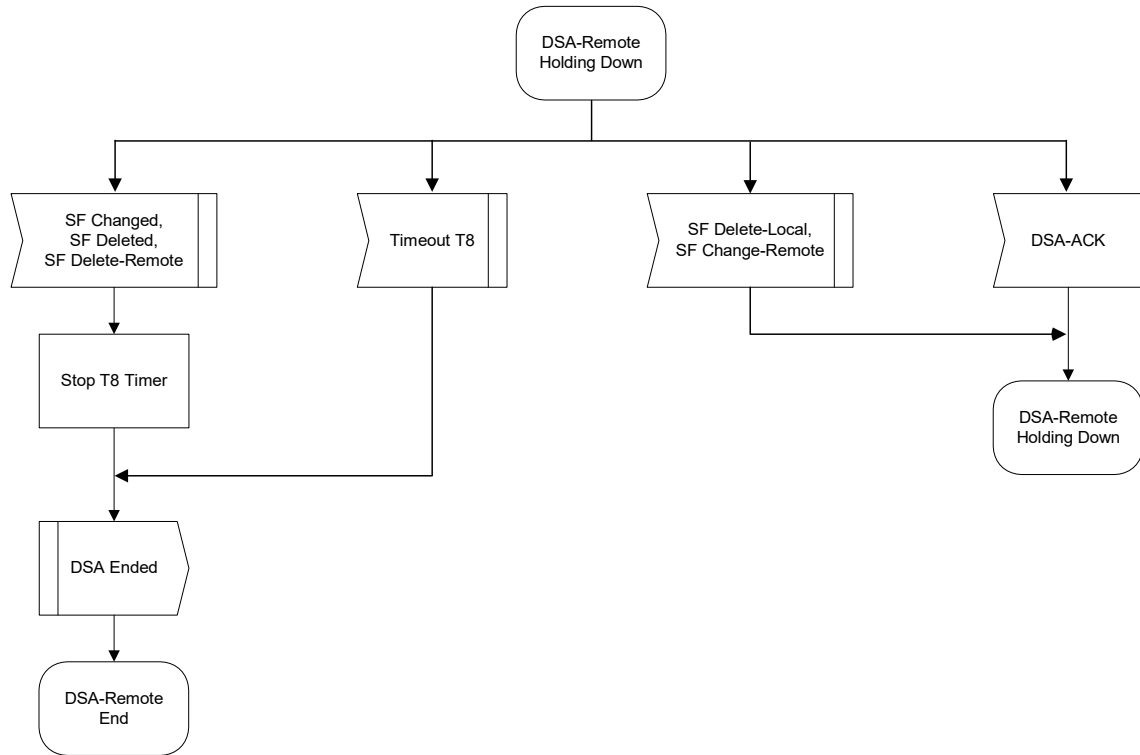 DSA-Remote
Holding Down
SF Changed,
SF Deleted,
SF Delete-Remote
Timeout T8
SF Delete-Local,
SF Change-Remote
DSA-ACK
Stop T8 Timer
DSA-Remote
Holding Down
DSA Ended
DSA-Remote
End